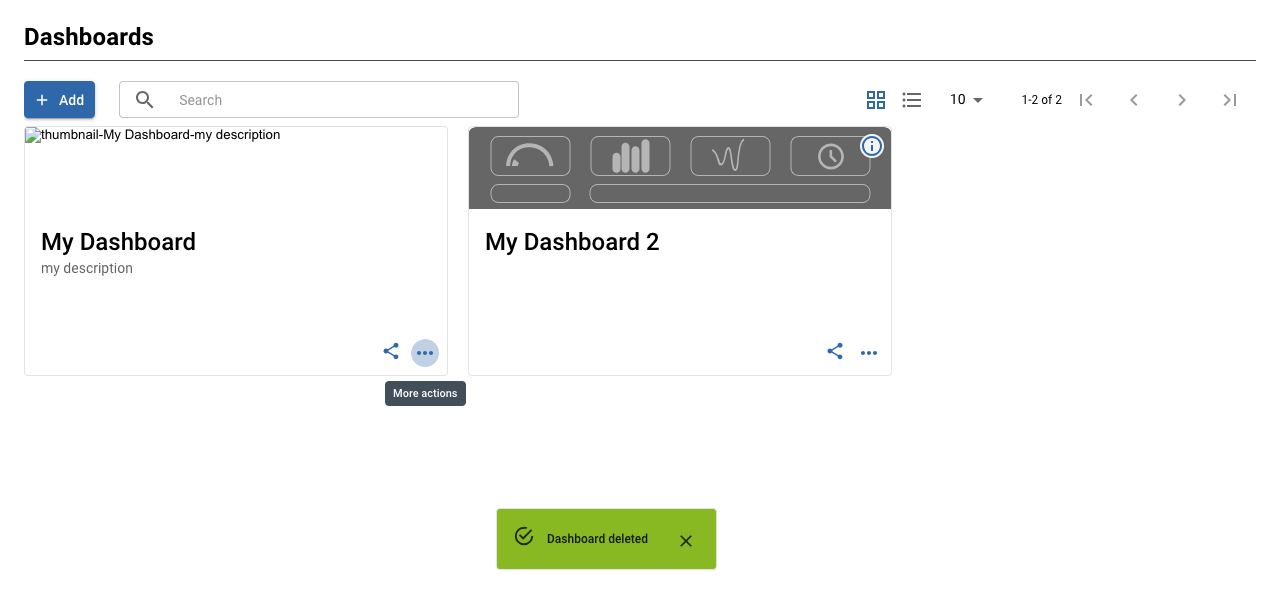 Dashboards
Add
Search
10
1-2 of 2
thumbnail-My Dashboard-my description
My Dashboard
my description
My Dashboard 2
More actions
Dashboard deleted